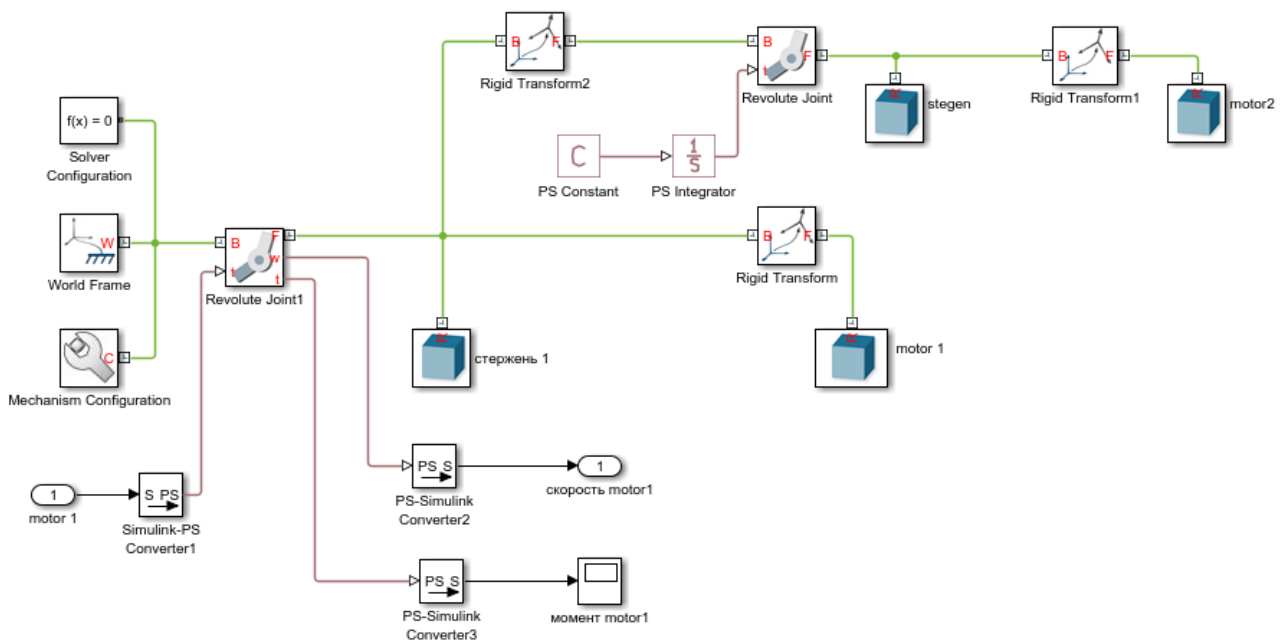 B
F
Rigid Transform2
B
F
t
Revolute Joint
stegen
R
B
F
Rigid Transform1
R
motor2
f(x) = 0
Solver
Configuration
C
PS Constant
1
S
PS Integrator
W
World Frame
B
F
w
t
t
Revolute Joint1
B
F
Rigid Transform
C
Mechanism Configuration
R
стержень 1
R
motor 1
1
motor 1
S PS
Simulink-PS
Converter1
PS S
PS-Simulink
Converter2
1
скорость motor1
PS S
PS-Simulink
Converter3
момент motor1